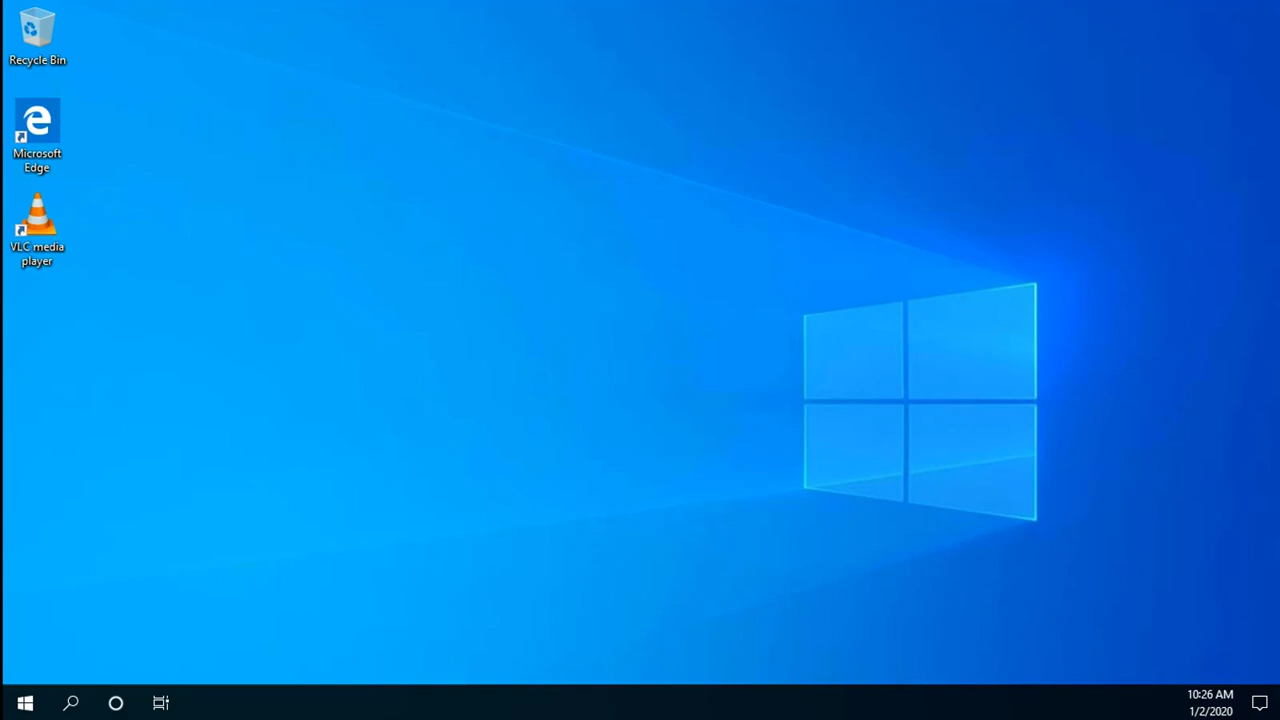 Recycle Bin
Microsoft
Edge
VLC media
player
10:26 AM
1/2/2020